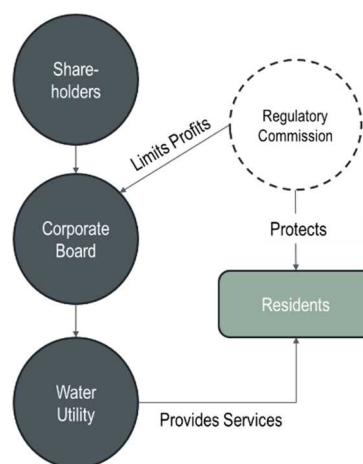 Share-
holders
Regulatory
Commission
Limits Profits
Corporate
Board
Protects
Residents
Water
Utility
Provides Services